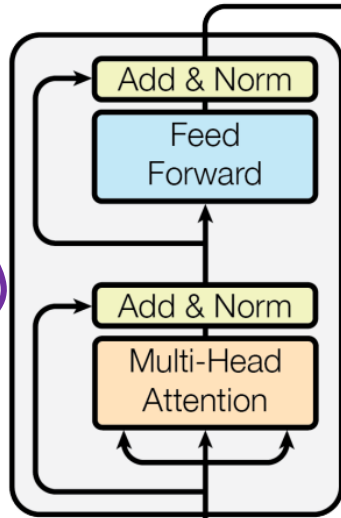 Add & Norm
Feed
Forward
Add & Norm
Multi-Head
Attention